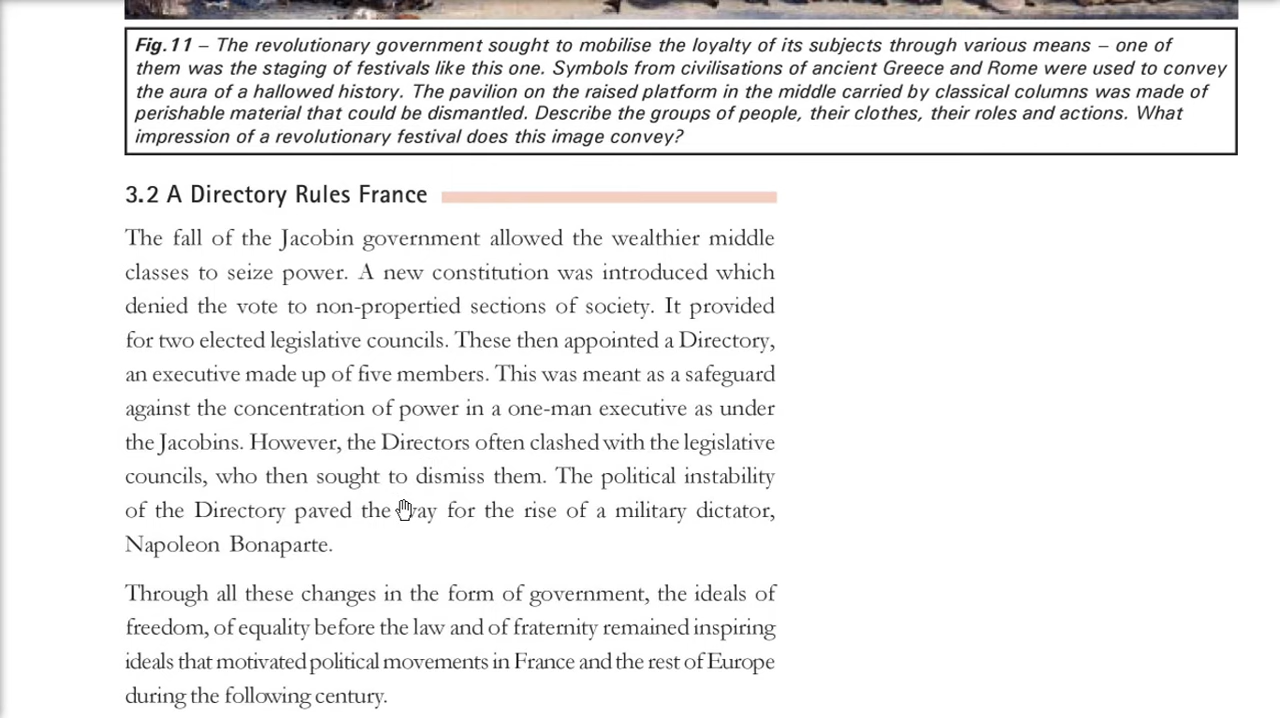 Fig.11 – The revolutionary government sought to mobilise the loyalty of its subjects through various means – one of
them was the staging of festivals like this one. Symbols from civilisations of ancient Greece and Rome were used to convey
the aura of a hallowed history. The pavilion on the raised platform in the middle carried by classical columns was made of
perishable material that could be dismantled. Describe the groups of people, their clothes, their roles and actions. What
impression of a revolutionary festival does this image convey?
3.2 A Directory Rules France
The fall of the Jacobin government allowed the wealthier middle
classes to seize power. A new constitution was introduced which
denied the vote to non-propertied sections of society. It provided
for two elected legislative councils. These then appointed a Directory,
an executive made up of five members. This was meant as a safeguard
against the concentration of power in a one-man executive as under
the Jacobins. However, the Directors often clashed with the legislative
councils, who then sought to dismiss them. The political instability
of the Directory paved the way for the rise of a military dictator,
Napoleon Bonaparte.
Through all these changes in the form of government, the ideals of
freedom, of equality before the law and of fraternity remained inspiring
ideals that motivated political movements in France and the rest of Europe
during the following century.